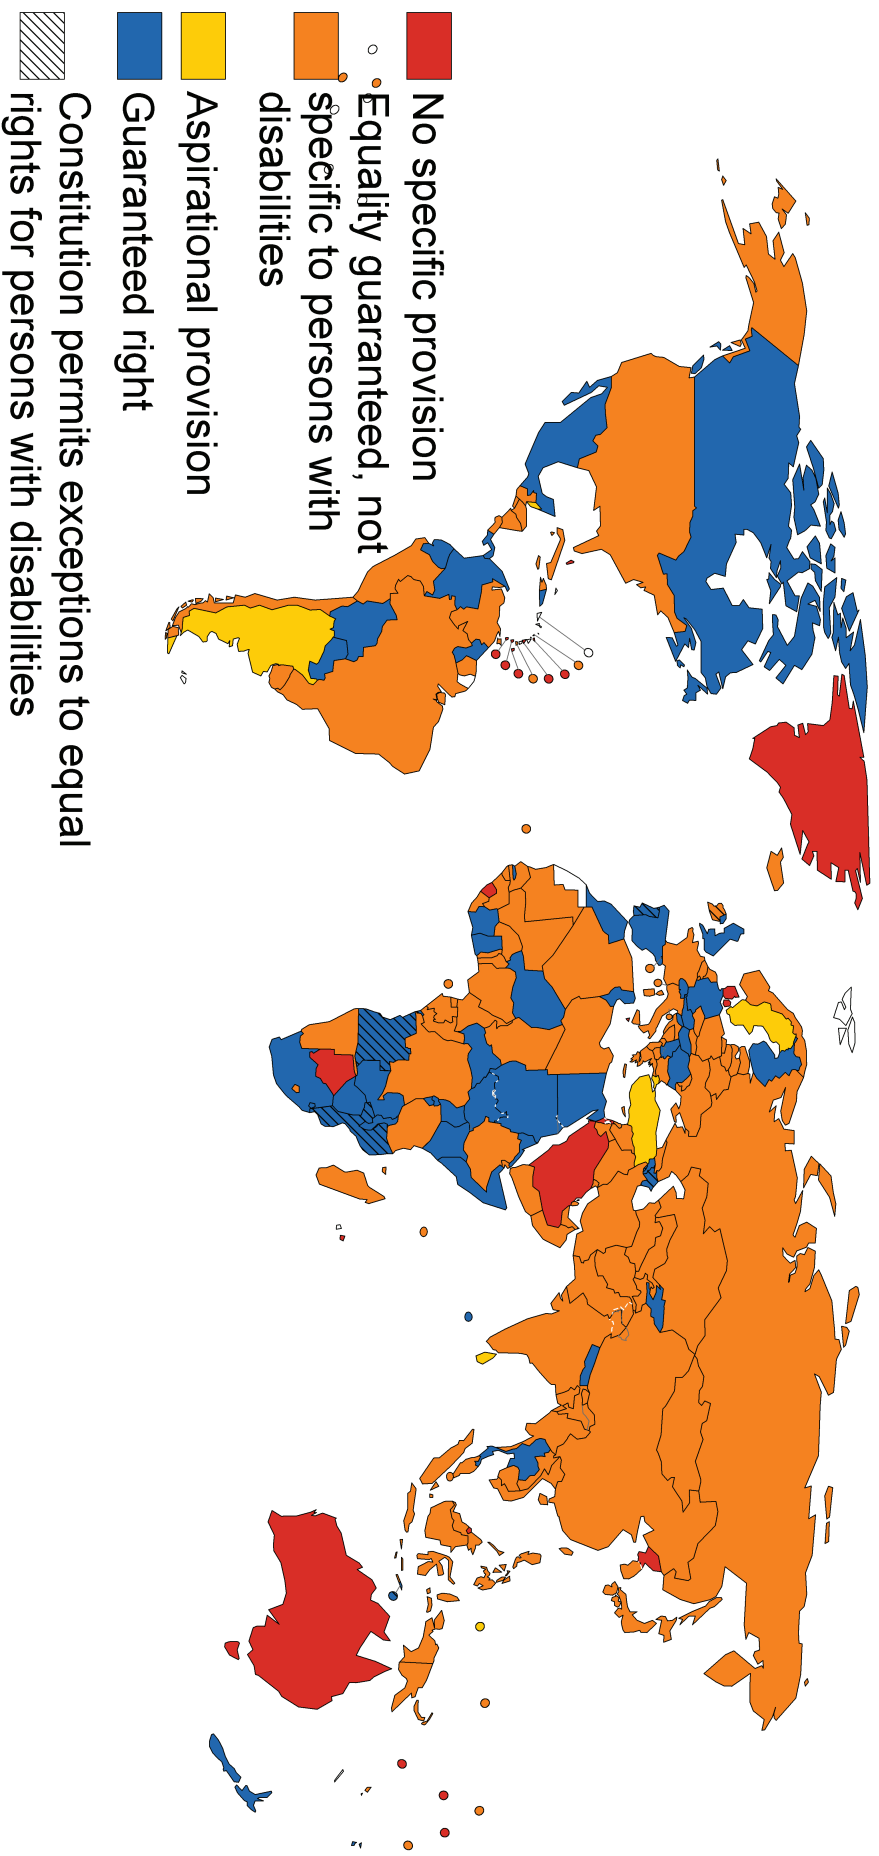 No specific provision
Equality guaranteed, not
specific to persons with
disabilities
Aspirational provision
Guaranteed right
Constitution permits exceptions to equal
rights for persons with disabilities